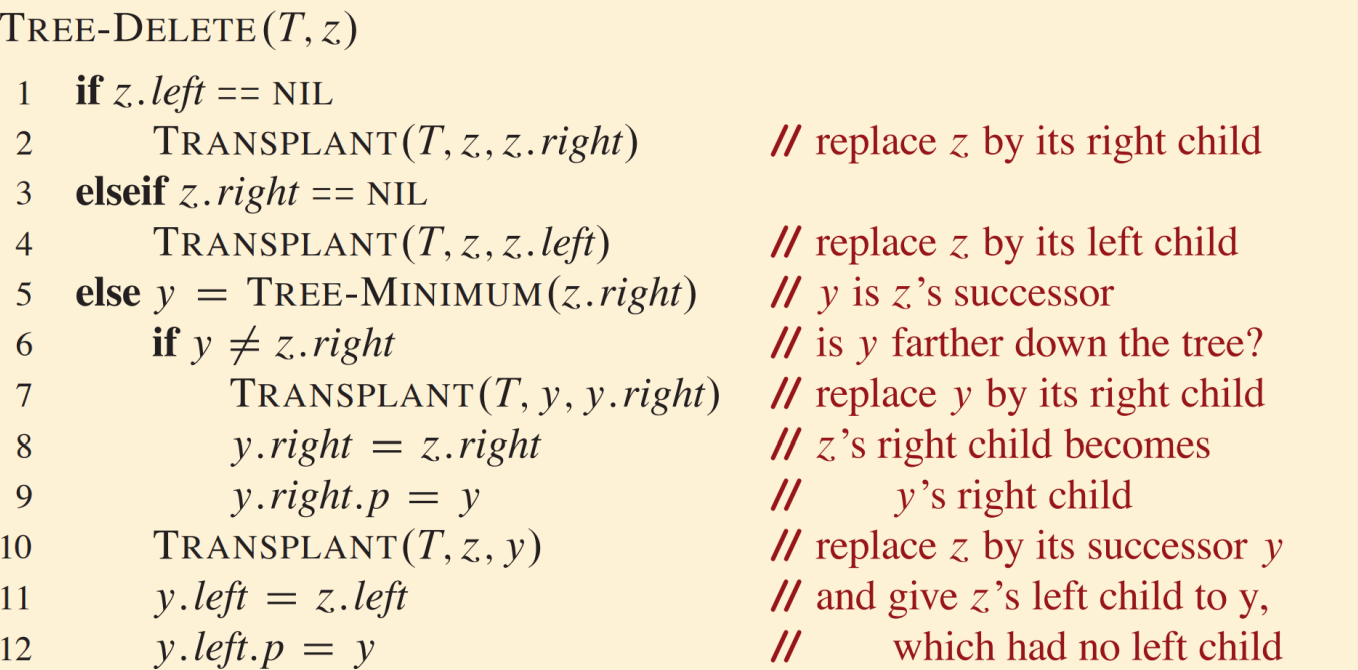 TREE-DELETE(T, z)
1 if z.left == NIL
2 TRANSPLANT(T, z, z.right) // replace z by its right child
3 elseif z.right == NIL
4 TRANSPLANT(T, z, z.left) // replace z by its left child
5 else y = TREE-MINIMUM(z.right) // y is z's successor
6 if y ≠ z.right // is y farther down the tree?
7 TRANSPLANT(T, y, y.right) // replace y by its right child
8 y.right = z.right // z's right child becomes
9 y.right.p = y // y's right child
10 TRANSPLANT(T, z, y) // replace z by its successor y
11 y.left = z.left // and give z's left child to y,
12 y.left.p = y // which had no left child